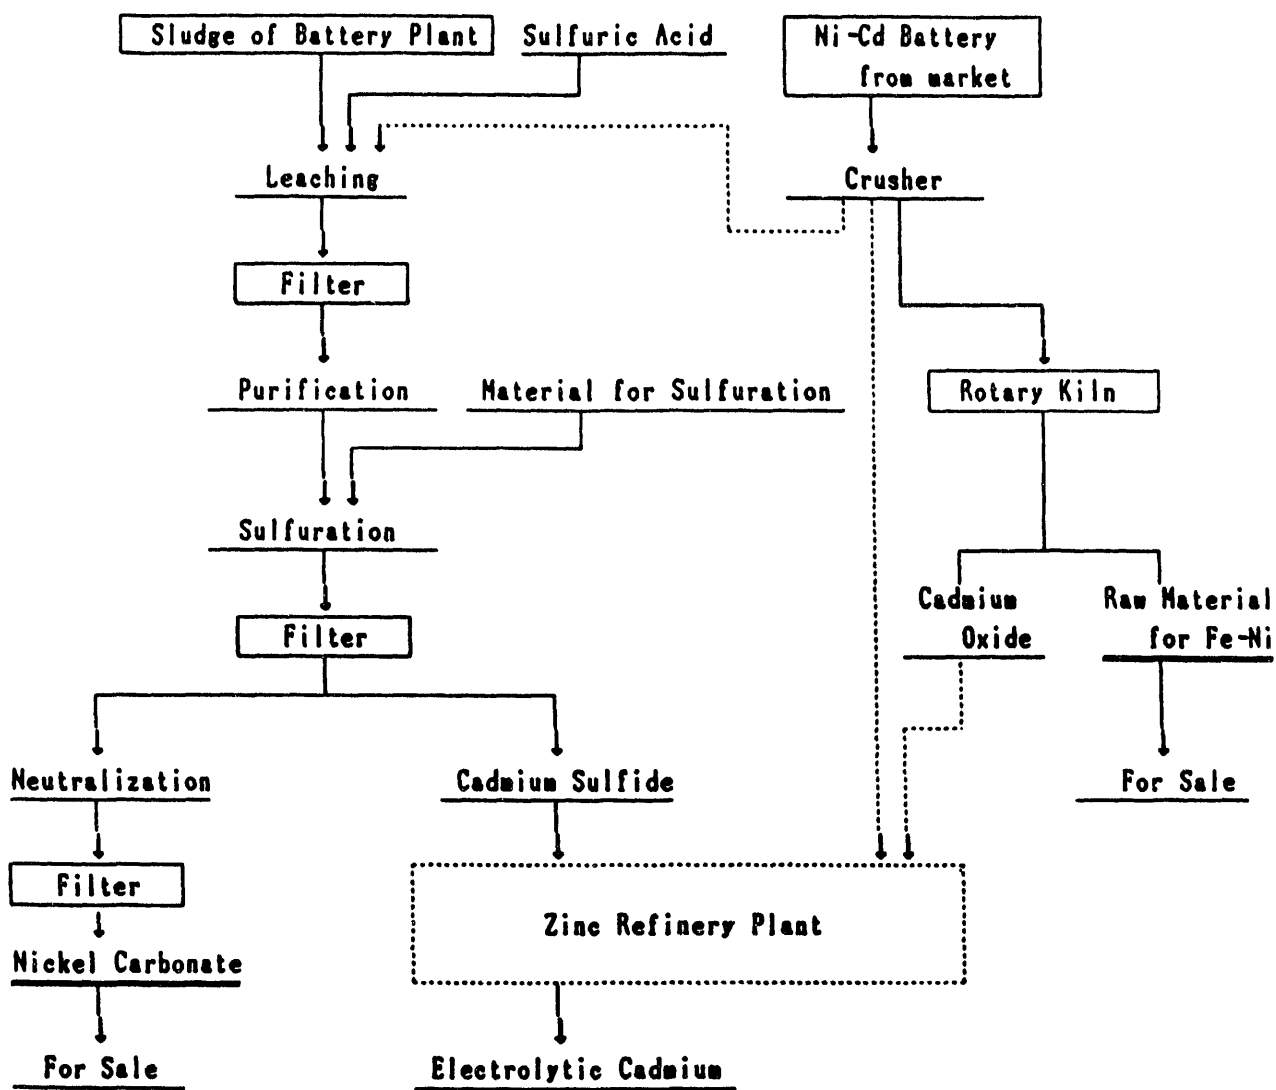 Sludge of Battery Plant
Sulfuric Acid
Ni-Cd Battery
from market
Leaching
Crusher
Filter
Purification
Material for Sulfuration
Rotary Kiln
Sulfuration
Cadmium
Oxide
Raw Material
for Fe-Ni
Filter
Neutralization
Cadmium Sulfide
For Sale
Filter
Zinc Refinery Plant
Nickel Carbonate
For Sale
Electrolytic Cadmium